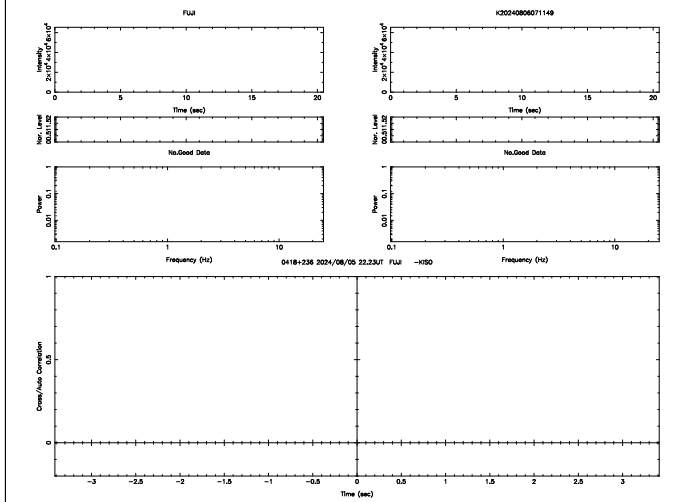 FUJI
K20240806071149
Intensity
2×10⁴ 4×10⁴ 6×10⁴
0 5 10 15 20
Time (sec)
Intensity
2×10⁴ 4×10⁴ 6×10⁴
0 5 10 15 20
Time (sec)
Nor. Level
00.511.52
Nor. Level
00.511.52
No.Good Data
No.Good Data
Power
0.01 0.1 1
0.1 1 10
Frequency (Hz)
Power
0.01 0.1 1
0.1 1 10
Frequency (Hz)
0418+236 2024/08/05 22.23UT FUJI -KISO
Cross/Auto Correlation
0 0.5 1
-3 -2.5 -2 -1.5 -1 -0.5 0 0.5 1 1.5 2 2.5 3
Time (sec)